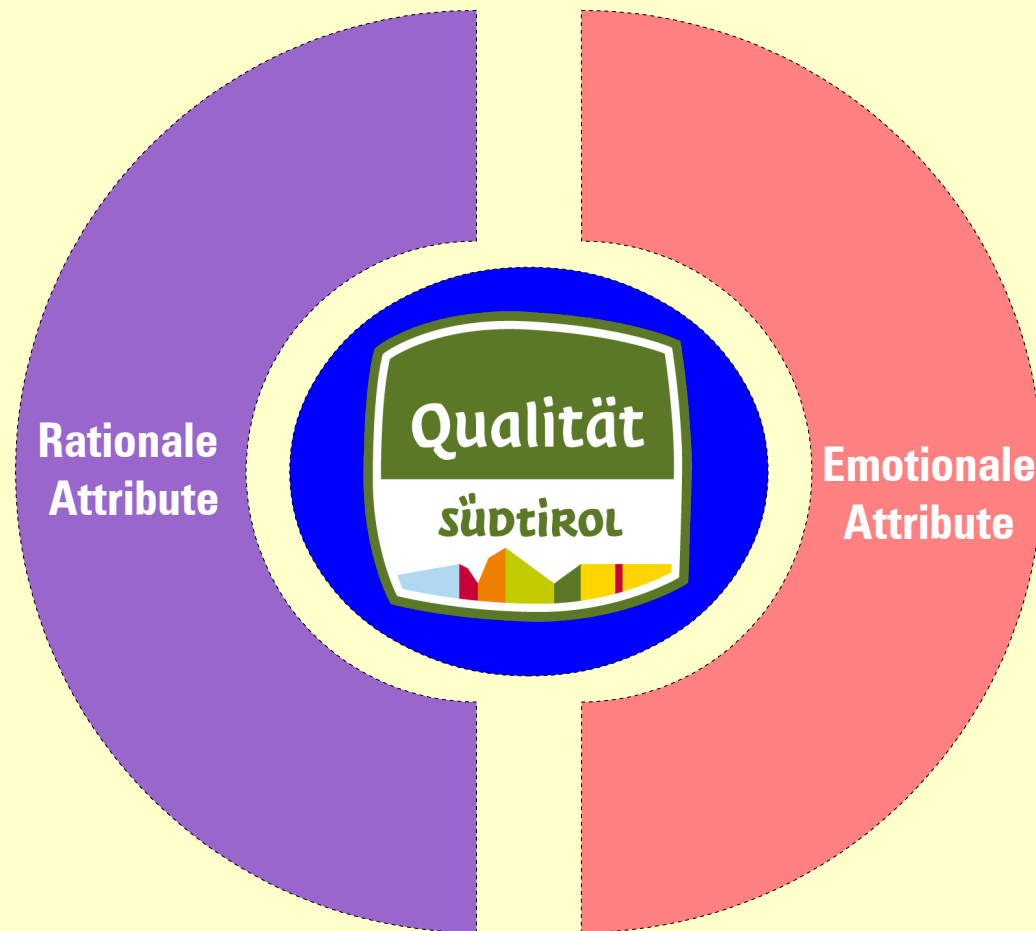 Rationale
Attribute
Qualität
SÜDTIROL
Emotionale
Attribute